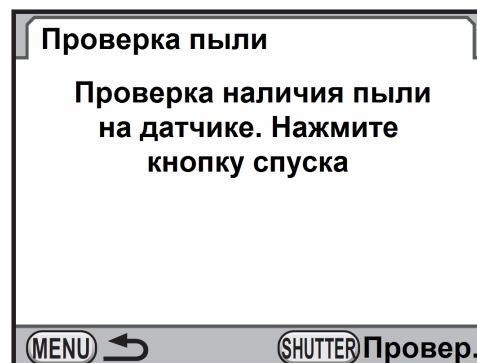 Проверка пыли
Проверка наличия пыли
на датчике. Нажмите
кнопку спуска
MENU SHUTTER Провер.